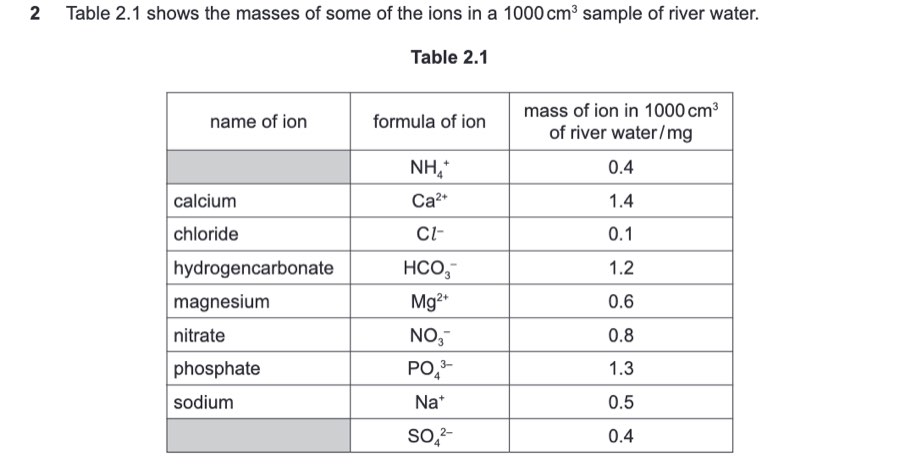 2 Table 2.1 shows the masses of some of the ions in a 1000 cm³ sample of river water.
Table 2.1
name of ion formula of ion mass of ion in 1000 cm³ of river water / mg
NH₄⁺ 0.4
calcium Ca²⁺ 1.4
chloride Cl⁻ 0.1
hydrogencarbonate HCO₃⁻ 1.2
magnesium Mg²⁺ 0.6
nitrate NO₃⁻ 0.8
phosphate PO₄³⁻ 1.3
sodium Na⁺ 0.5
SO₄²⁻ 0.4